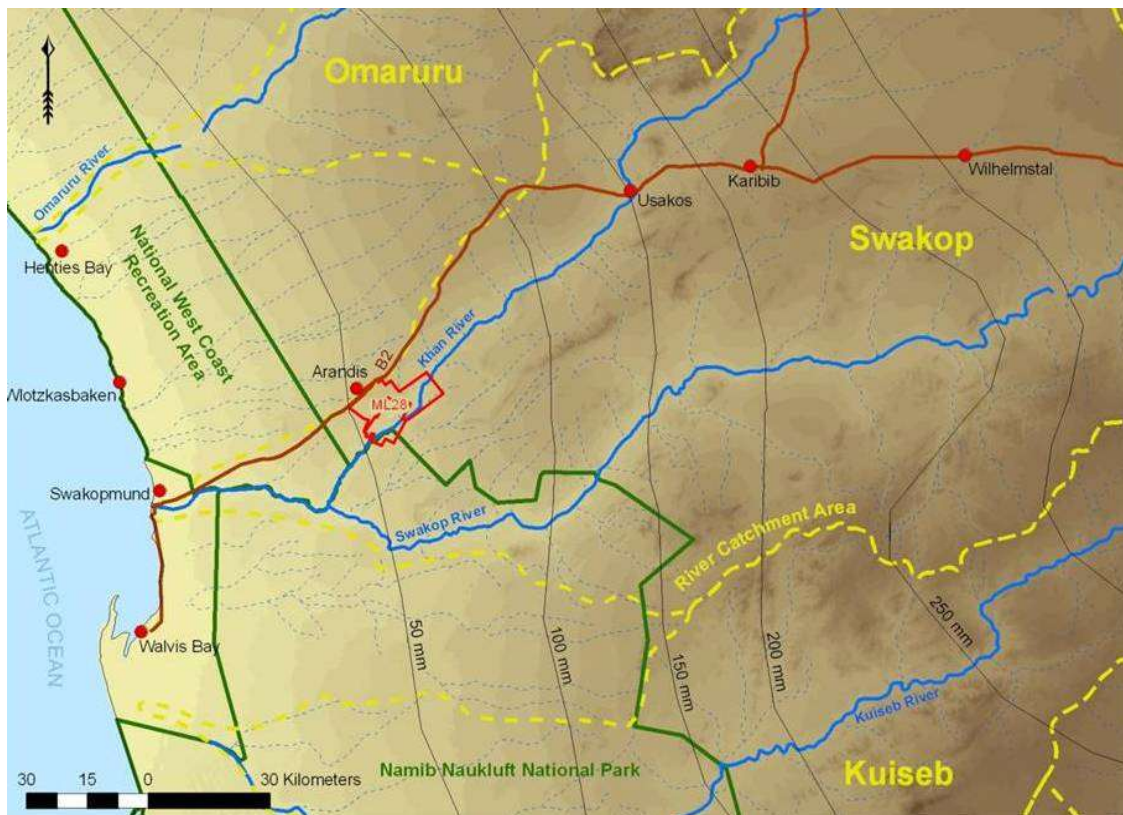 Omaruru
Omaruru River
Henties Bay
National West Coast
Recreation Area
Usakos
Karibib
Wilhelmstal
Swakop
Khan River
B2
Arandis
ML28
Wlotzkasbaken
Swakopmund
Swakop River
River Catchment Area
ATLANTIC OCEAN
Walvis Bay
50 mm
100 mm
150 mm
200 mm
250 mm
Kuiseb River
Namib Naukluft National Park
Kuiseb
30 15 0 30 Kilometers